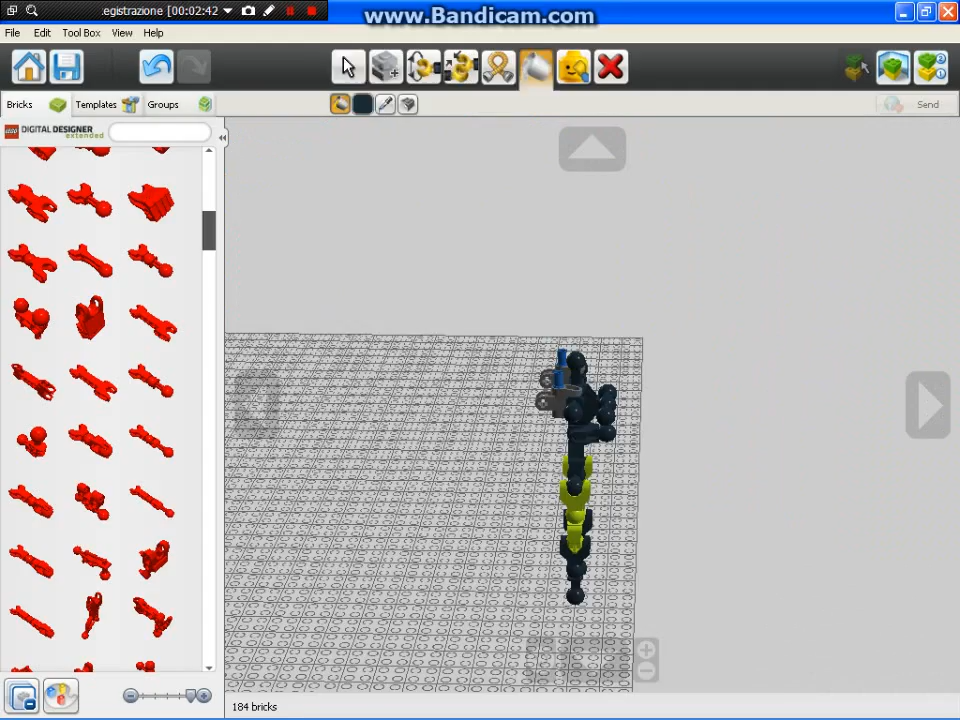 .egistrazione [00:02:42
www.Bandicam.com
File Edit Tool Box View Help
Bricks Templates Groups
Send
LEGO DIGITAL DESIGNER
extended
184 bricks